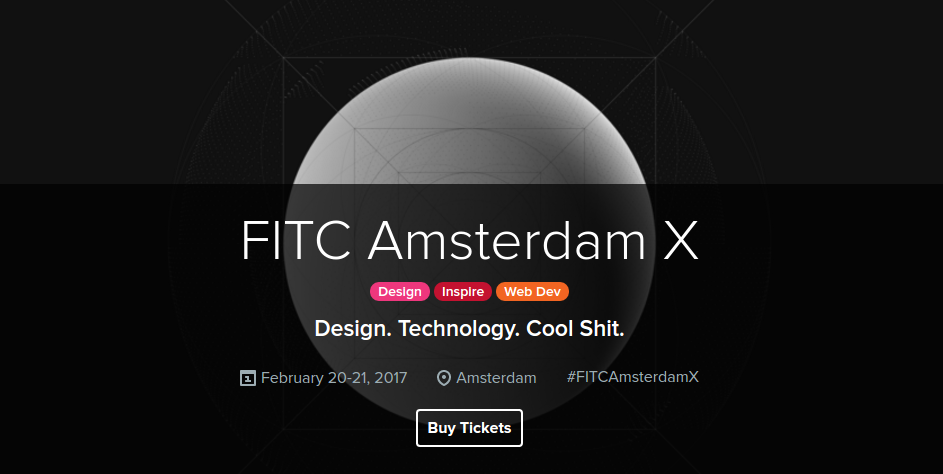 FITC Amsterdam X
Design Inspire Web Dev
Design. Technology. Cool Shit.
February 20-21, 2017 Amsterdam #FITCAmsterdamX
Buy Tickets